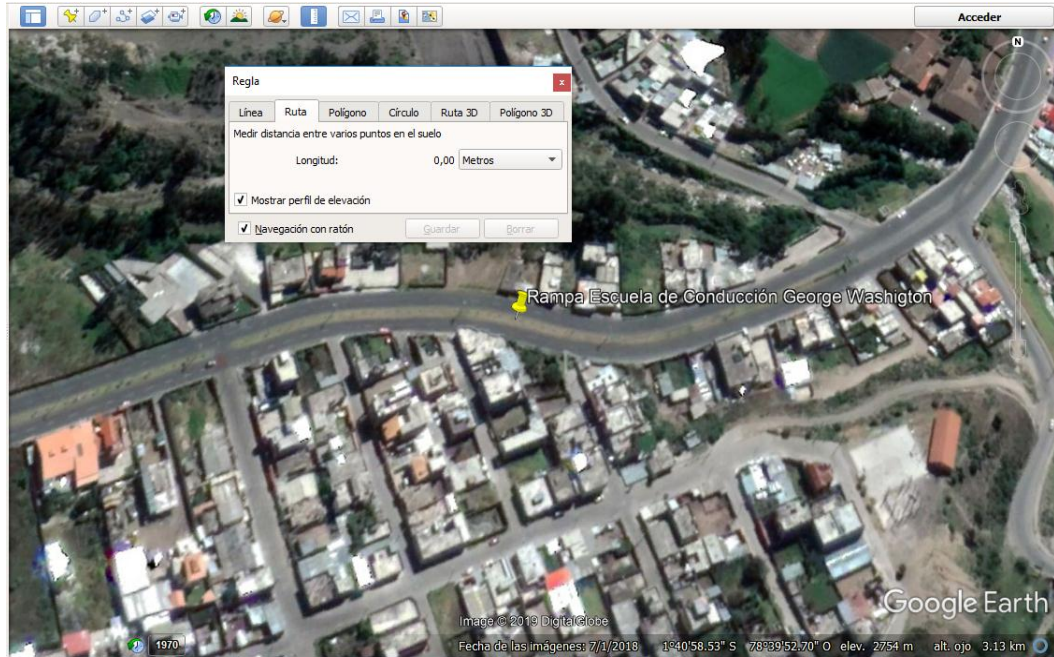 Acceder
N
Regla
x
Línea Ruta Polígono Círculo Ruta 3D Polígono 3D
Medir distancia entre varios puntos en el suelo
Longitud: 0,00 Metros
Mostrar perfil de elevación
Navegación con ratón Guardar Borrar
Rampa Escuela de Conducción George Washigton
Google Earth
Image © 2019 DigitalGlobe
1970
Fecha de las imágenes: 7/1/2018 1°40'58.53" S 78°39'52.70" O elev. 2754 m alt. ojo 3.13 km